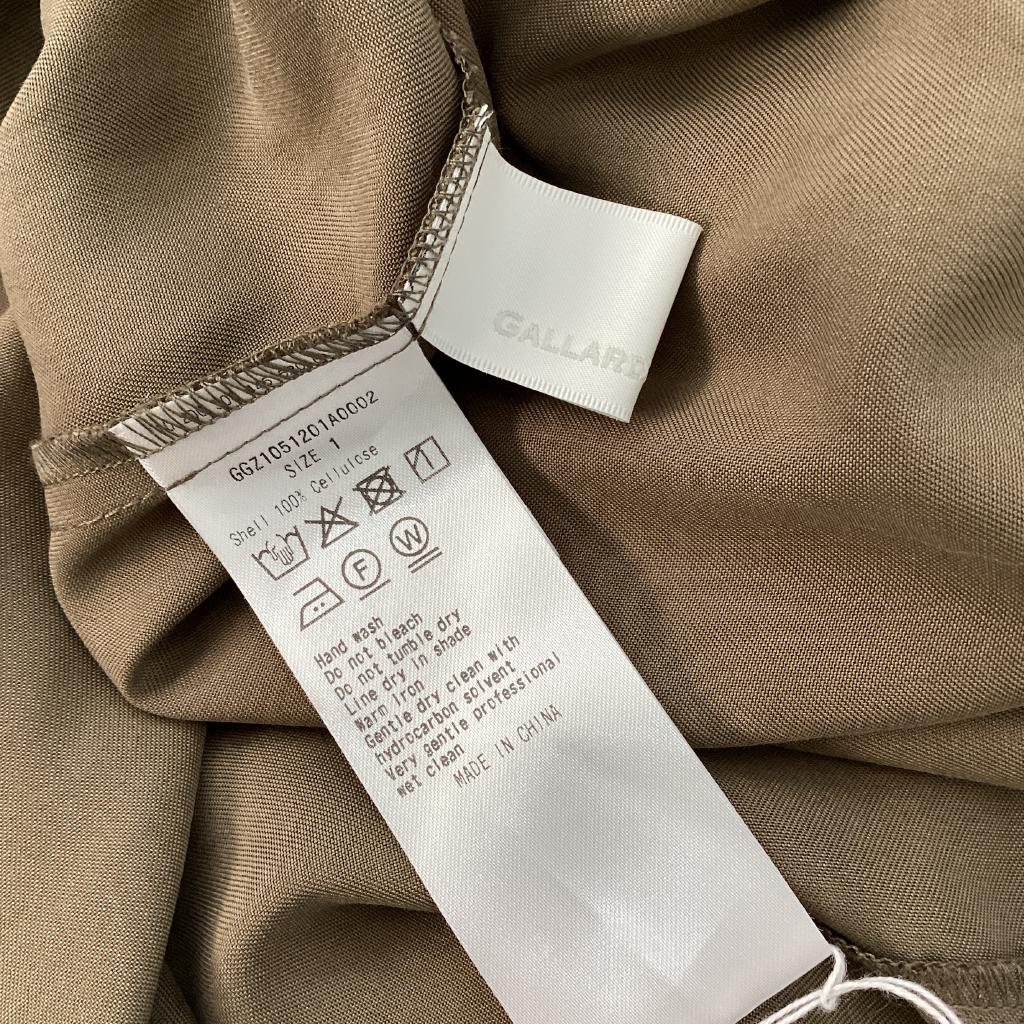 GALLARD
GGZ1051201A0002
SIZE 1
Shell 100% Cellulose
F W
Hand wash
Do not bleach
Do not tumble dry
Line dry in shade
Warm Iron
Gentle dry clean with
hydrocarbon solvent
Very gentle professional
wet clean
MADE IN CHINA